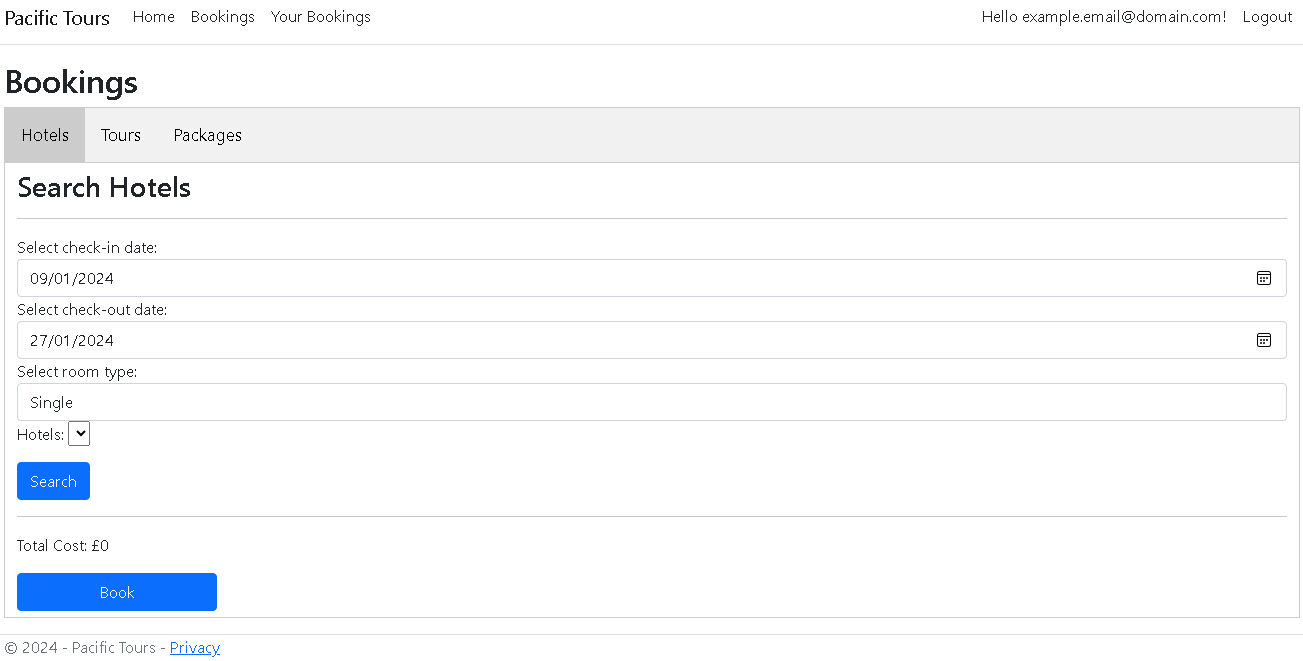 Pacific Tours Home Bookings Your Bookings Hello example.email@domain.com! Logout
Bookings
Hotels Tours Packages
Search Hotels
Select check-in date:
09/01/2024
Select check-out date:
27/01/2024
Select room type:
Single
Hotels:
Search
Total Cost: £0
Book
© 2024 - Pacific Tours - Privacy